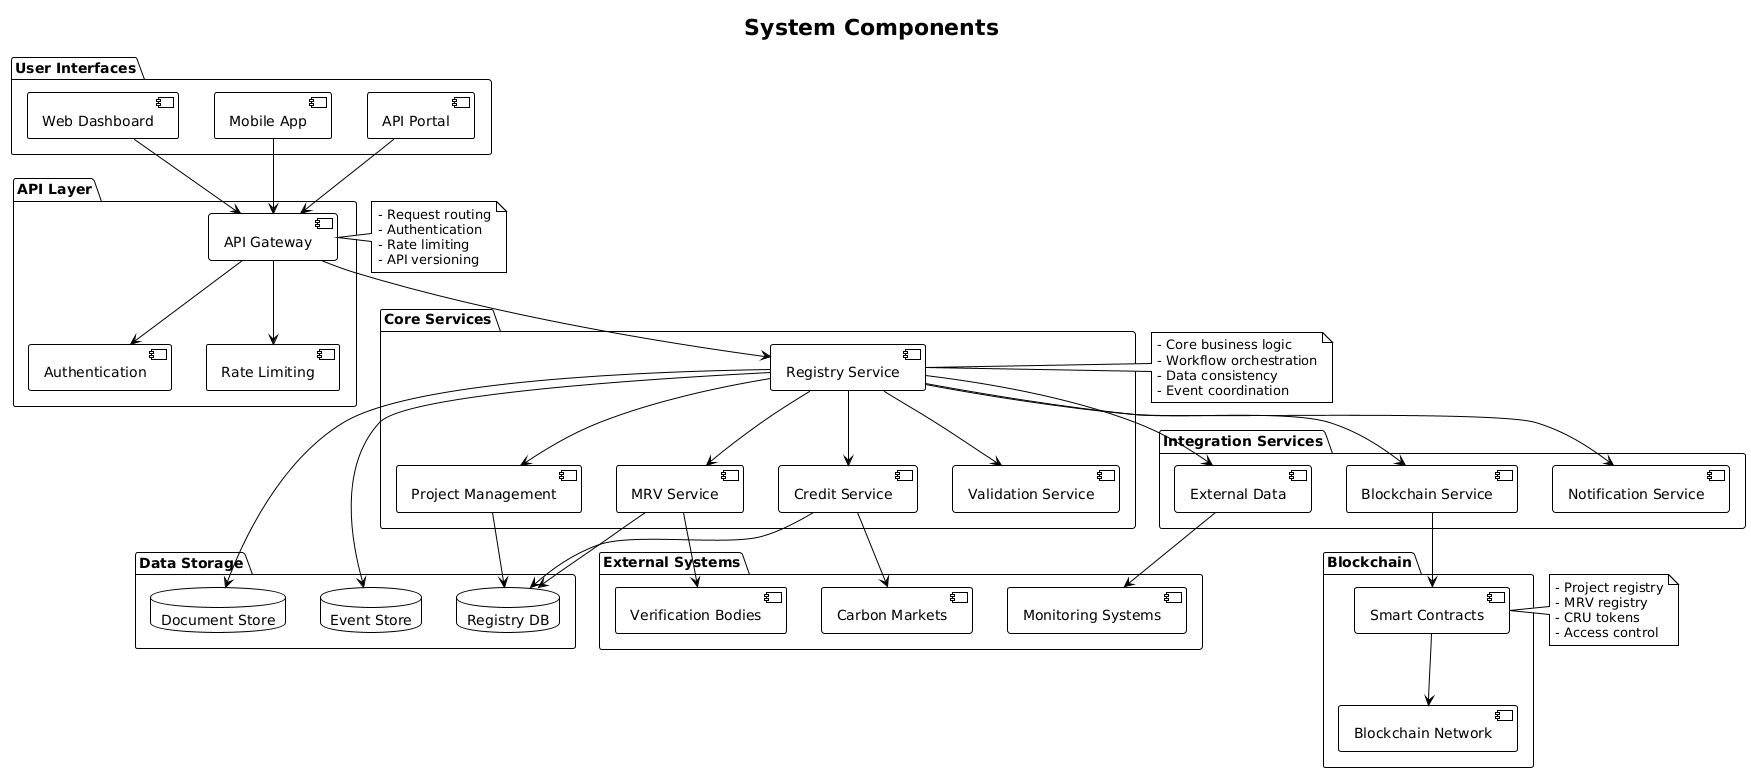 System Components
User Interfaces
Web Dashboard
Mobile App
API Portal
API Layer
API Gateway
- Request routing
- Authentication
- Rate limiting
- API versioning
Authentication
Rate Limiting
Core Services
Registry Service
- Core business logic
- Workflow orchestration
- Data consistency
- Event coordination
Project Management
MRV Service
Credit Service
Validation Service
Integration Services
External Data
Blockchain Service
Notification Service
Data Storage
Document Store
Event Store
Registry DB
External Systems
Verification Bodies
Carbon Markets
Monitoring Systems
Blockchain
Smart Contracts
- Project registry
- MRV registry
- CRU tokens
- Access control
Blockchain Network